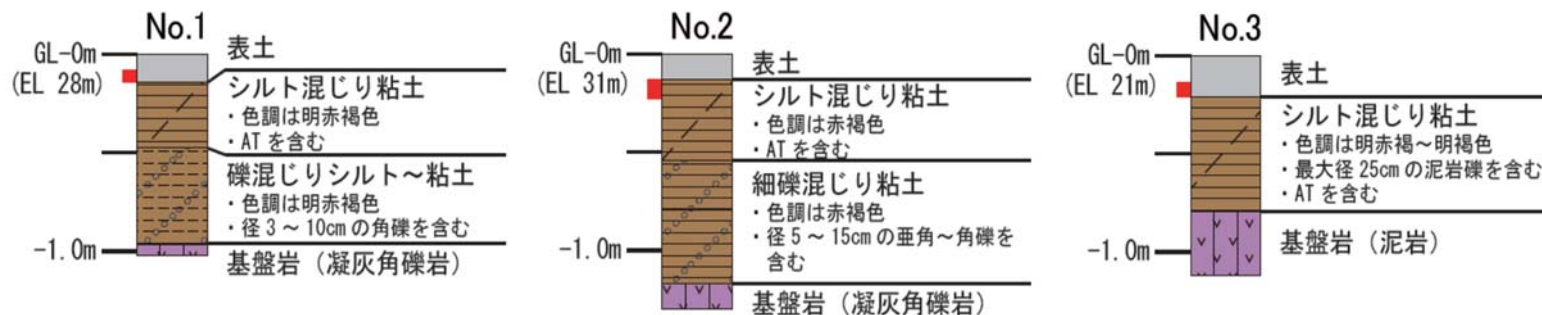 No.1
GL-0m
(EL 28m)
-1.0m
表土
シルト混じり粘土
・色調は明赤褐色
・AT を含む
礫混じりシルト～粘土
・色調は明赤褐色
・径 3 ～ 10cm の角礫を含む
基盤岩（凝灰角礫岩）
No.2
GL-0m
(EL 31m)
-1.0m
表土
シルト混じり粘土
・色調は赤褐色
・AT を含む
細礫混じり粘土
・色調は赤褐色
・径 5 ～ 15cm の亜角～角礫を
含む
基盤岩（凝灰角礫岩）
No.3
GL-0m
(EL 21m)
-1.0m
表土
シルト混じり粘土
・色調は明赤褐～明褐色
・最大径 25cm の泥岩礫を含む
・AT を含む
基盤岩（泥岩）